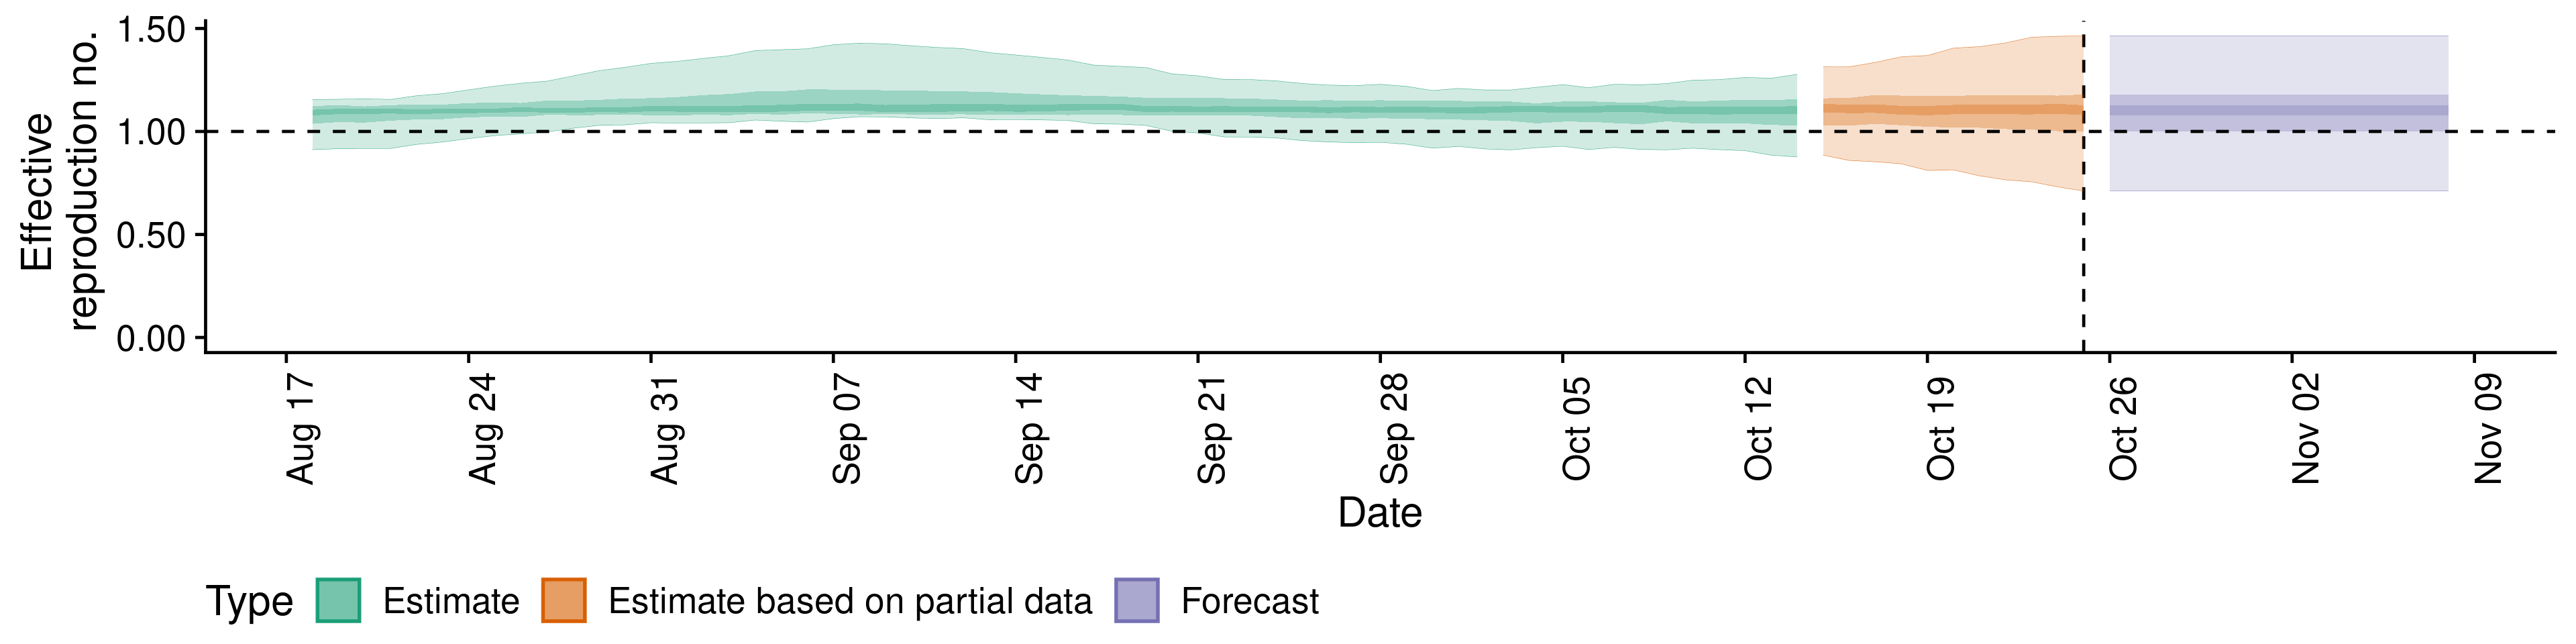 Effective
reproduction no.
1.50
1.00
0.50
0.00
Aug 17
Aug 24
Aug 31
Sep 07
Sep 14
Sep 21
Sep 28
Oct 05
Oct 12
Oct 19
Oct 26
Nov 02
Nov 09
Date
Type Estimate Estimate based on partial data Forecast